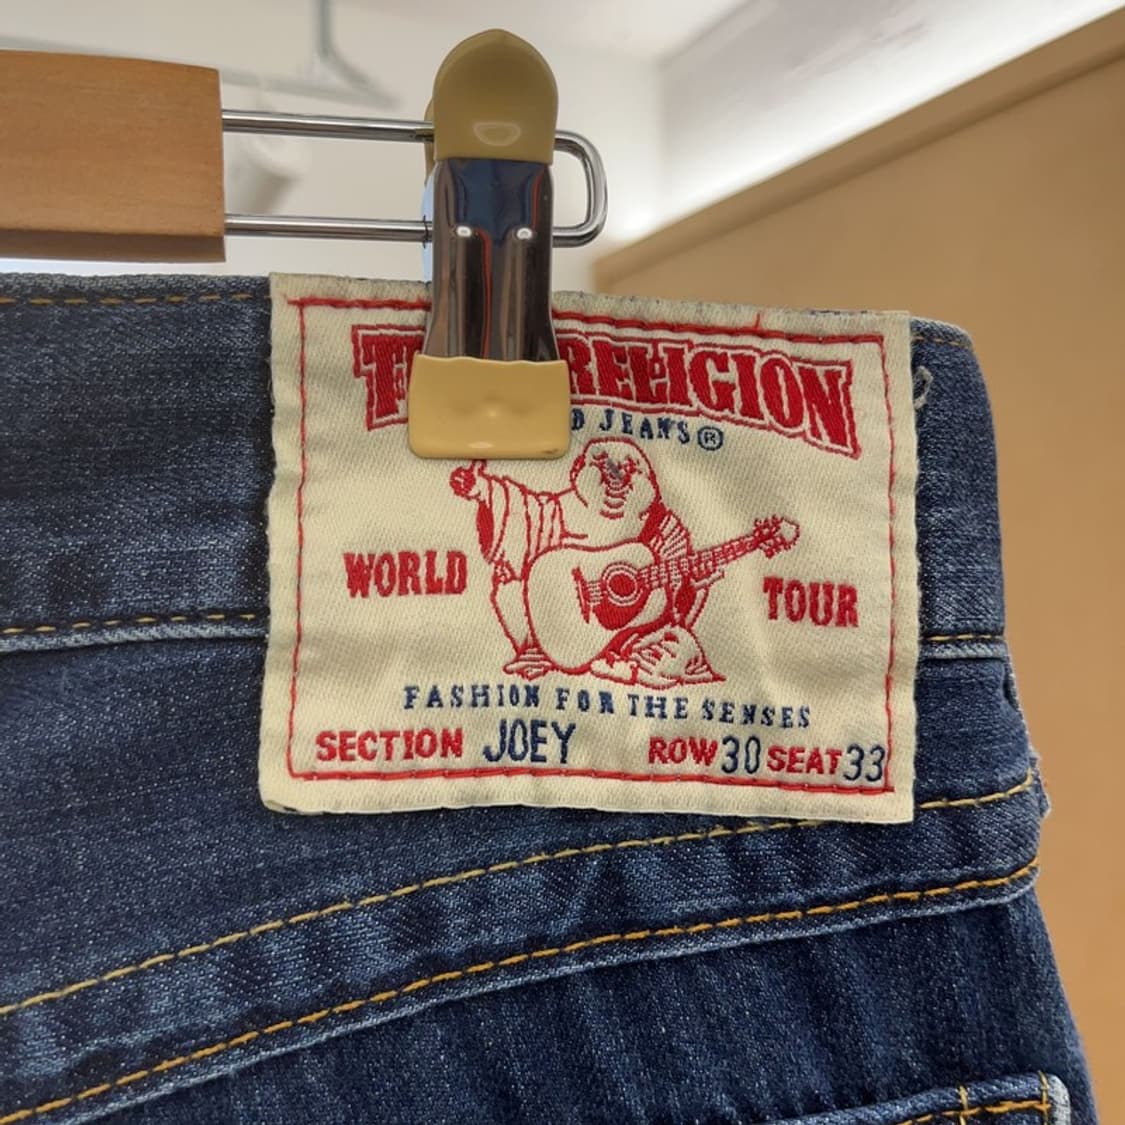 RELIGION
JEANS®
WORLD TOUR
FASHION FOR THE SENSES
SECTION JOEY ROW 30 SEAT 33